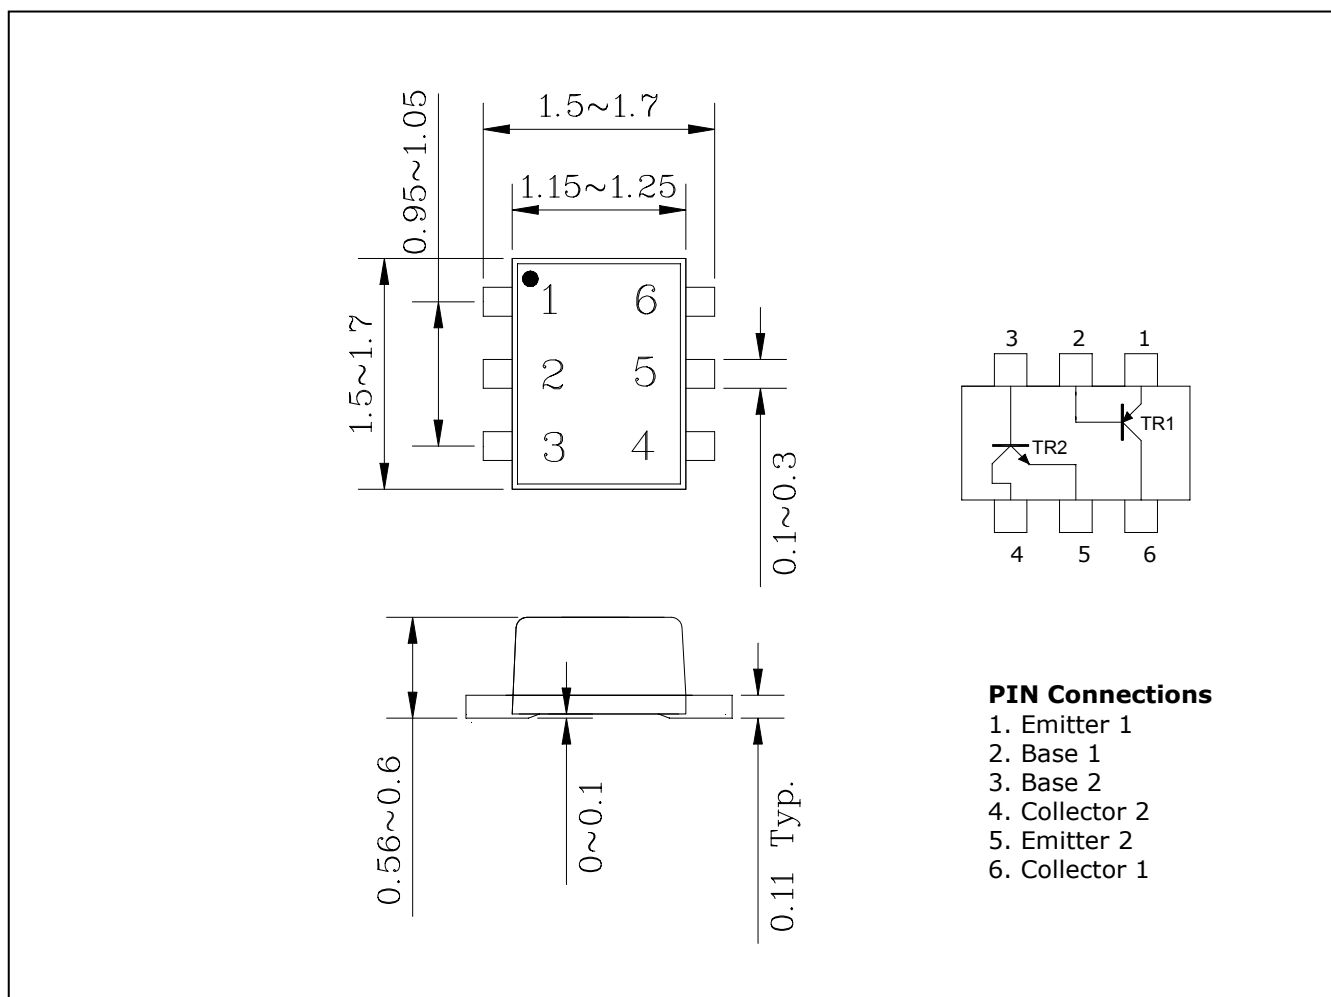 1.5~1.7
0.95~1.05
1.15~1.25
1.5~1.7
1 6
2 5
3 4
0.1~0.3
3 2 1
TR1
TR2
4 5 6
0.56~0.6
0~0.1
0.11 Typ.
PIN Connections
1. Emitter 1
2. Base 1
3. Base 2
4. Collector 2
5. Emitter 2
6. Collector 1